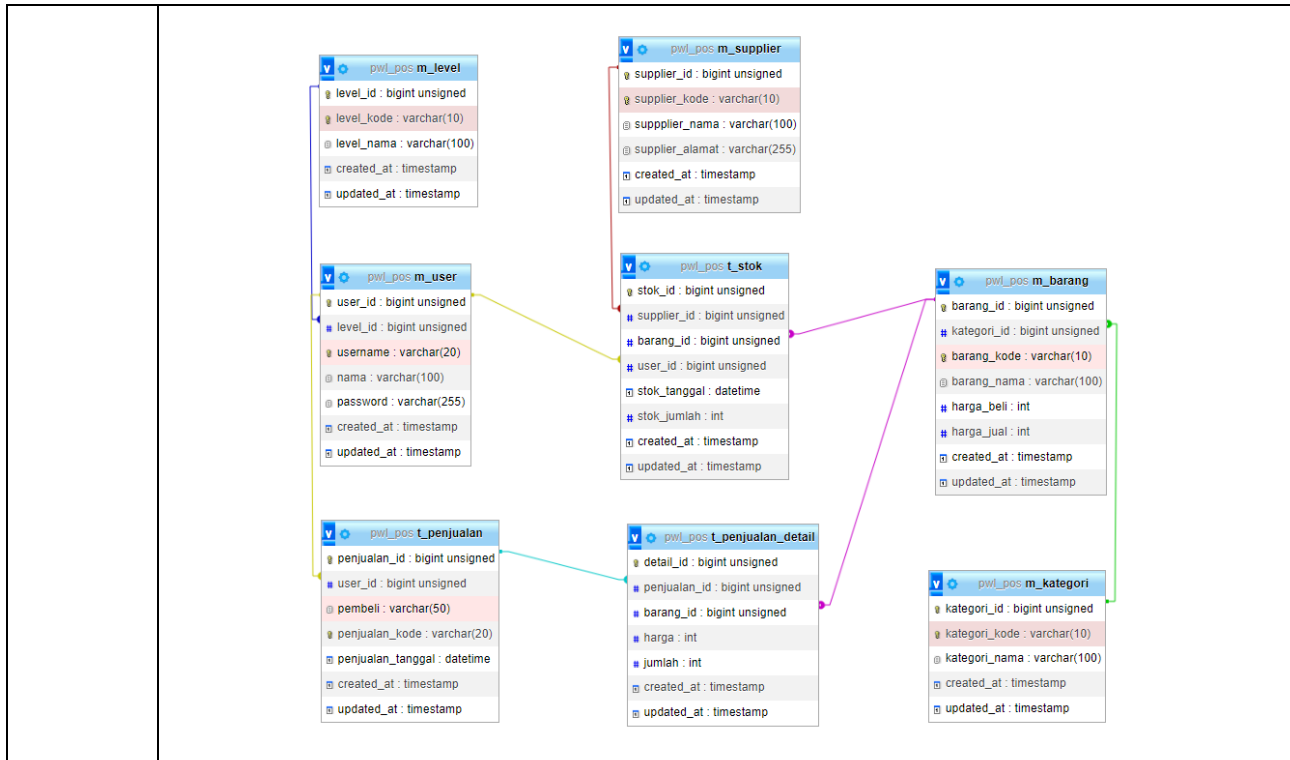 pwl_pos m_level
level_id : bigint unsigned
level_kode : varchar(10)
level_nama : varchar(100)
created_at : timestamp
updated_at : timestamp
pwl_pos m_supplier
supplier_id : bigint unsigned
supplier_kode : varchar(10)
suppplier_nama : varchar(100)
supplier_alamat : varchar(255)
created_at : timestamp
updated_at : timestamp
pwl_pos m_user
user_id : bigint unsigned
level_id : bigint unsigned
username : varchar(20)
nama : varchar(100)
password : varchar(255)
created_at : timestamp
updated_at : timestamp
pwl_pos t_stok
stok_id : bigint unsigned
supplier_id : bigint unsigned
barang_id : bigint unsigned
user_id : bigint unsigned
stok_tanggal : datetime
stok_jumlah : int
created_at : timestamp
updated_at : timestamp
pwl_pos m_barang
barang_id : bigint unsigned
kategori_id : bigint unsigned
barang_kode : varchar(10)
barang_nama : varchar(100)
harga_beli : int
harga_jual : int
created_at : timestamp
updated_at : timestamp
pwl_pos t_penjualan
penjualan_id : bigint unsigned
user_id : bigint unsigned
pembeli : varchar(50)
penjualan_kode : varchar(20)
penjualan_tanggal : datetime
created_at : timestamp
updated_at : timestamp
pwl_pos t_penjualan_detail
detail_id : bigint unsigned
penjualan_id : bigint unsigned
barang_id : bigint unsigned
harga : int
jumlah : int
created_at : timestamp
updated_at : timestamp
pwl_pos m_kategori
kategori_id : bigint unsigned
kategori_kode : varchar(10)
kategori_nama : varchar(100)
created_at : timestamp
updated_at : timestamp